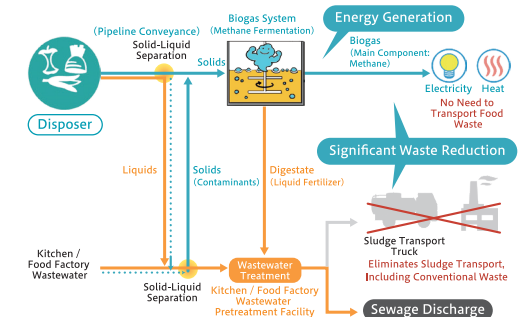 Biogas System
(Methane Fermentation)
Energy Generation
(Pipeline Conveyance)
Solid-Liquid
Separation
Solids
Biogas
(Main Component:
Methane)
Electricity
Heat
No Need to
Transport Food
Waste
Disposer
Significant Waste Reduction
Liquids
Solids
(Contaminants)
Digestate
(Liquid Fertilizer)
Sludge Transport
Truck
Eliminates Sludge Transport,
Including Conventional Waste
Kitchen /
Food Factory
Wastewater
Solid-Liquid
Separation
Wastewater
Treatment
Kitchen / Food Factory
Wastewater
Pretreatment Facility
Sewage Discharge